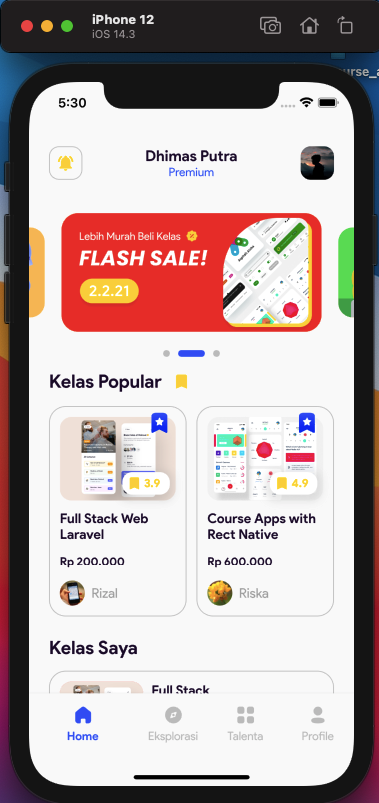 iPhone 12
iOS 14.3
urse_a
5:30
Dhimas Putra
Premium
Lebih Murah Beli Kelas
FLASH SALE!
2.2.21
Kelas Popular
3.9
4.9
Full Stack Web
Laravel
Course Apps with
Rect Native
Rp 200.000
Rp 600.000
Rizal
Riska
Kelas Saya
Full Stack
Home
Eksplorasi
Talenta
Profile